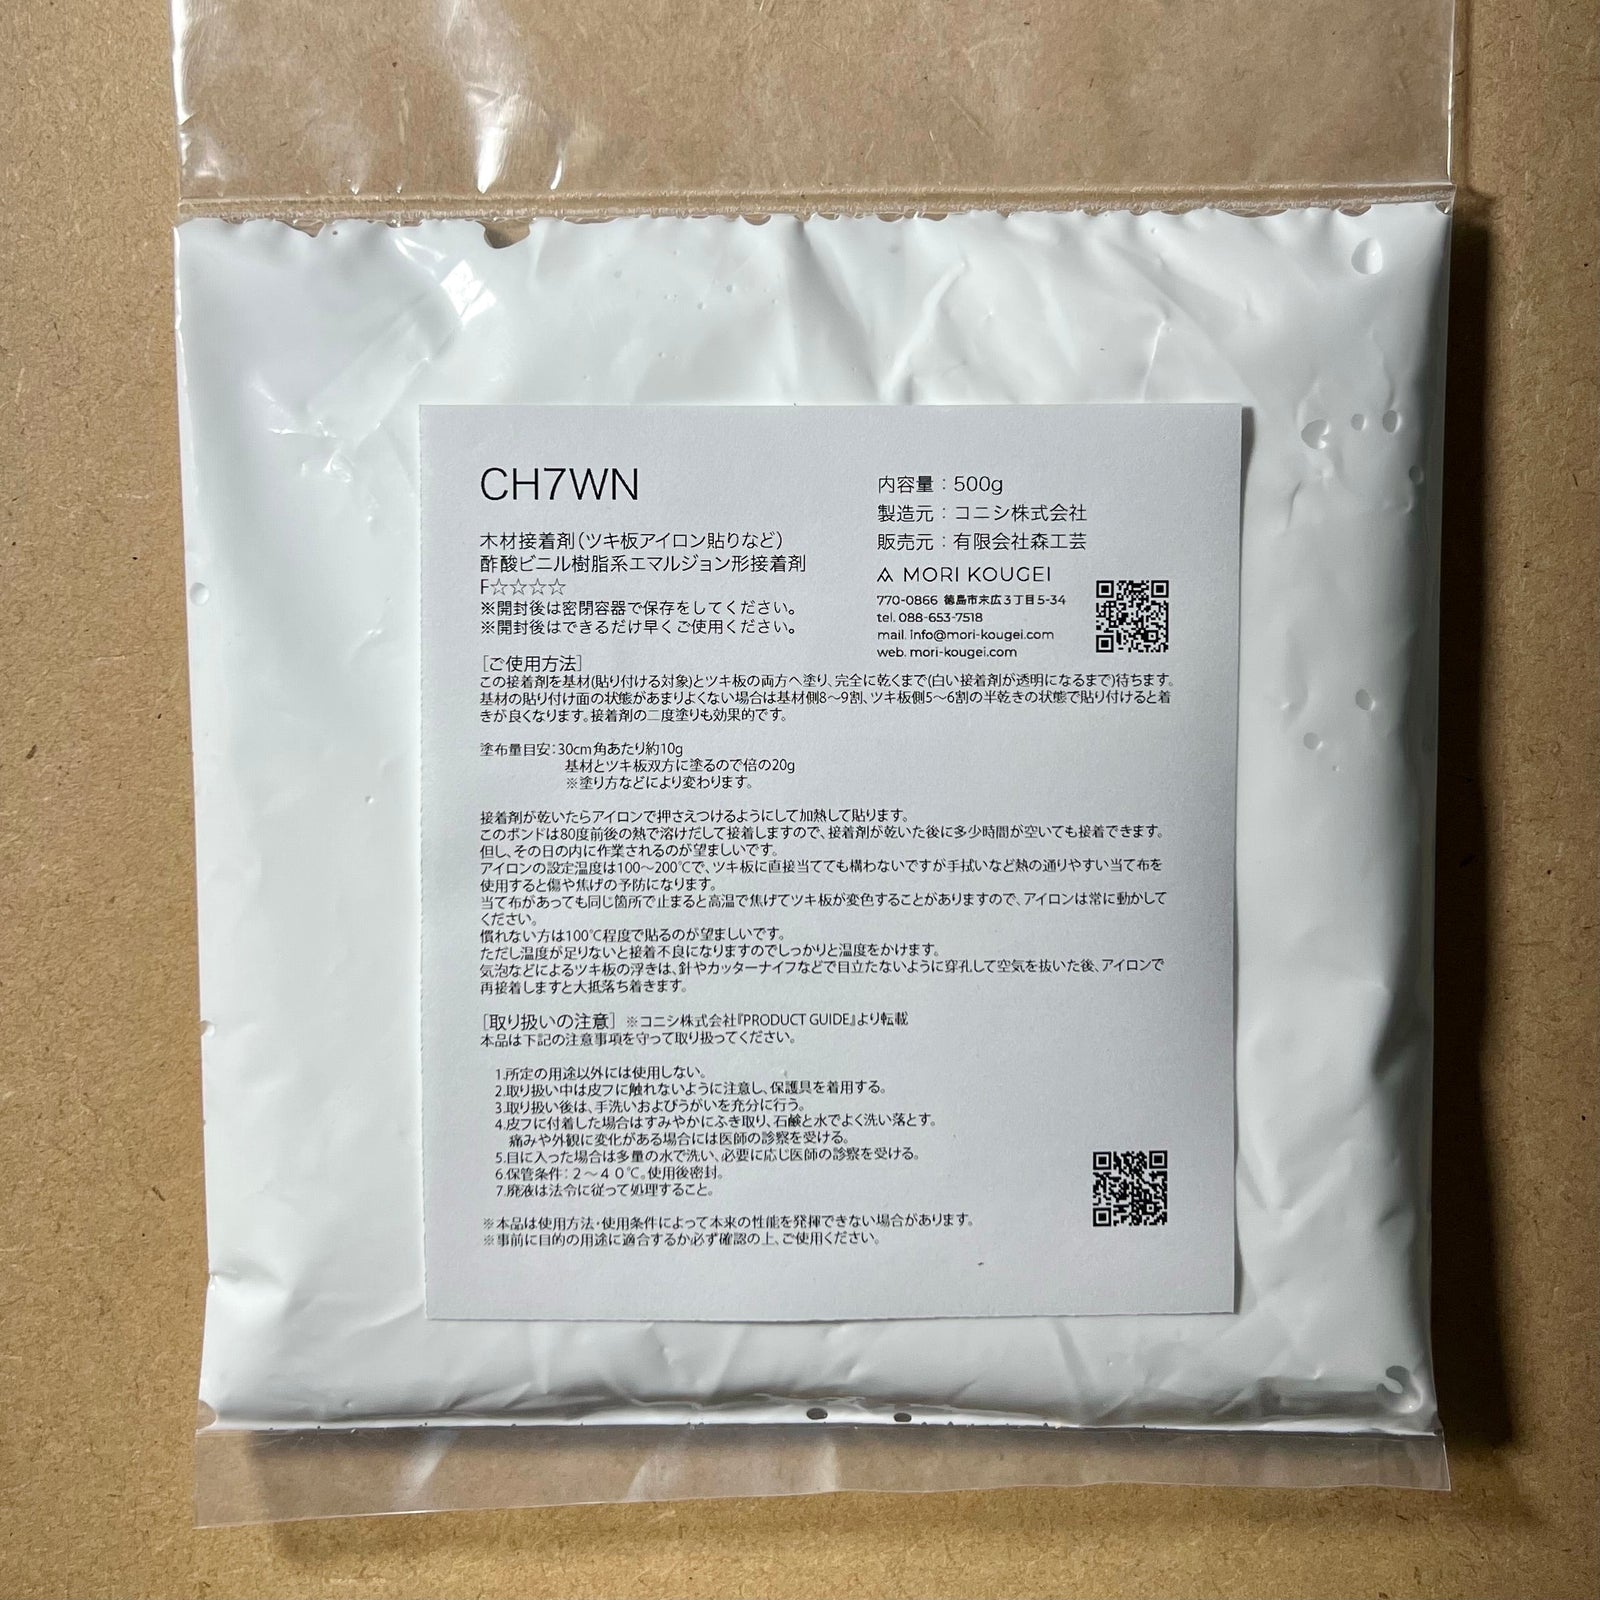 CH7WN
木材接着剤(ツキ板アイロン貼りなど)
酢酸ビニル樹脂系エマルジョン形接着剤
F☆☆☆☆
※開封後は密閉容器で保存をしてください。
※開封後はできるだけ早くご使用ください。
内容量：500g
製造元：コニシ株式会社
販売元：有限会社森工芸
MORI KOUGEI
770-0866 徳島市末広3丁目5-34
tel. 088-653-7518
mail. info@mori-kougei.com
web. mori-kougei.com
［ご使用方法］
この接着剤を基材(貼り付ける対象)とツキ板の両方へ塗り、完全に乾くまで(白い接着剤が透明になるまで)待ちます。
基材の貼り付け面の状態があまりよくない場合は基材側8〜9割、ツキ板側5〜6割の半乾きの状態で貼り付けると着
きが良くなります。接着剤の二度塗りも効果的です。
塗布量目安：30cm角あたり約10g
基材とツキ板双方に塗るので倍の20g
※塗り方などにより変わります。
接着剤が乾いたらアイロンで押さえつけるようにして加熱して貼ります。
このボンドは80度前後の熱で溶けだして接着しますので、接着剤が乾いた後に多少時間が空いても接着できます。
但し、その日の内に作業されるのが望ましいです。
アイロンの設定温度は100〜200℃で、ツキ板に直接当てても構わないですが手拭いなど熱の通りやすい当て布を
使用すると傷や焦げの予防になります。
当て布があっても同じ箇所で止まると高温で焦げてツキ板が変色することがありますので、アイロンは常に動かして
ください。
慣れない方は100℃程度で貼るのが望ましいです。
ただし温度が足りないと接着不良になりますのでしっかりと温度をかけます。
気泡などによるツキ板の浮きは、針やカッターナイフなどで目立たないように穿孔して空気を抜いた後、アイロンで
再接着しますと大抵落ち着きます。
［取り扱いの注意］ ※コニシ株式会社『PRODUCT GUIDE』より転載
本品は下記の注意事項を守って取り扱ってください。
1.所定の用途以外には使用しない。
2.取り扱い中は皮フに触れないように注意し、保護具を着用する。
3.取り扱い後は、手洗いおよびうがいを充分に行う。
4.皮フに付着した場合はすみやかにふき取り、石鹸と水でよく洗い落とす。
痛みや外観に変化がある場合には医師の診察を受ける。
5.目に入った場合は多量の水で洗い、必要に応じ医師の診察を受ける。
6.保管条件：２〜４０℃。使用後密封。
7.廃液は法令に従って処理すること。
※本品は使用方法・使用条件によって本来の性能を発揮できない場合があります。
※事前に目的の用途に適合するか必ず確認の上、ご使用ください。